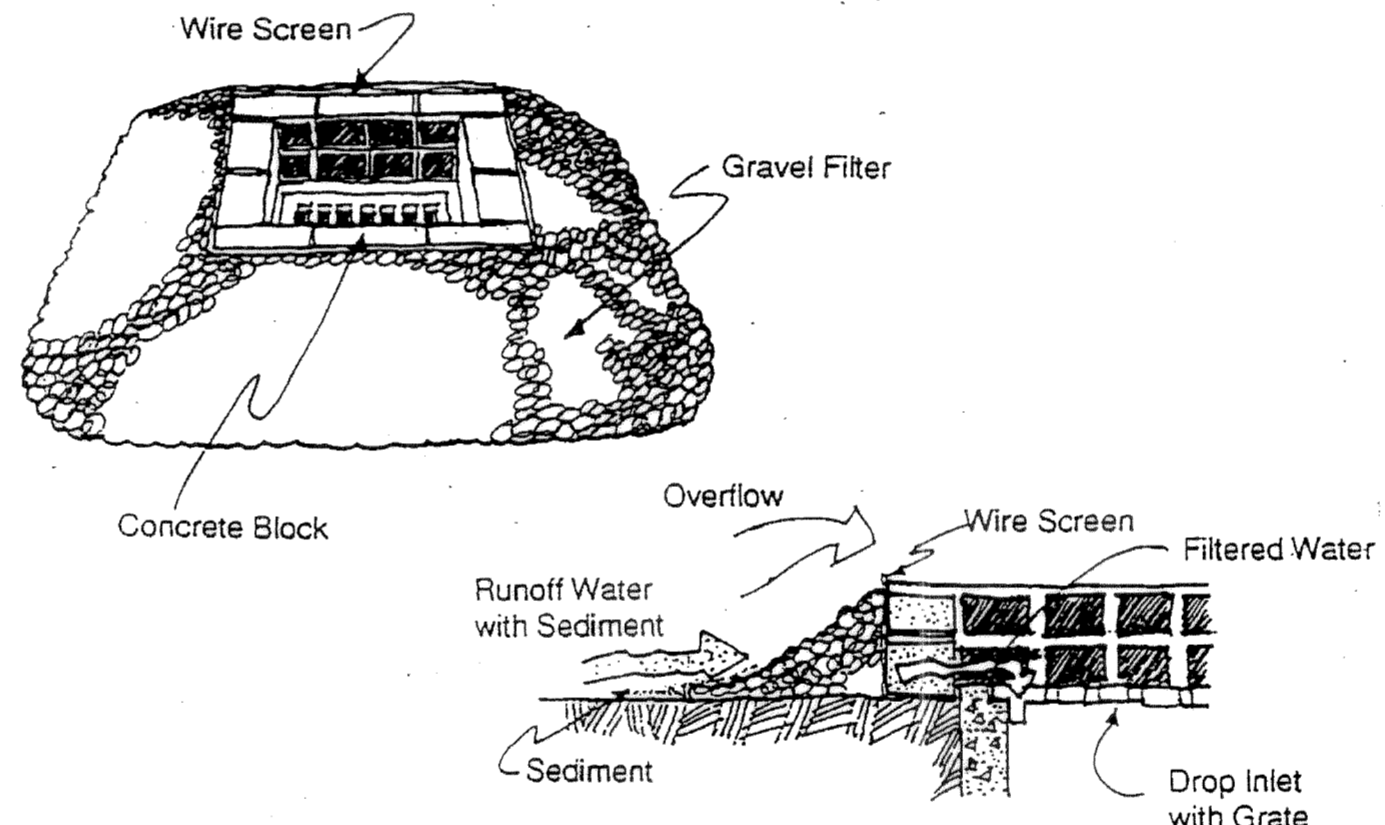 Wire Screen
Gravel Filter
Concrete Block
Overflow
Wire Screen
Filtered Water
Runoff Water
with Sediment
Sediment
Drop Inlet
with Grate